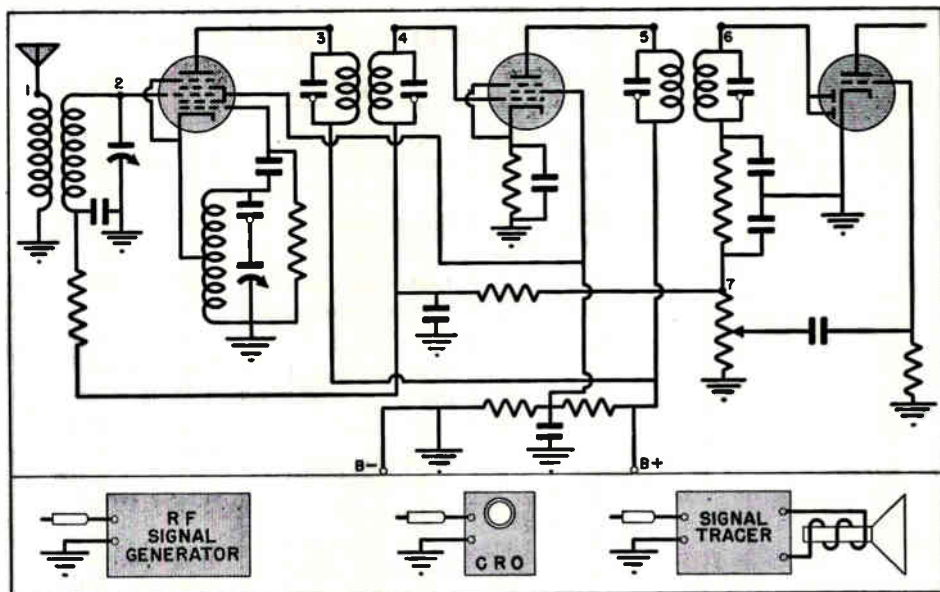 1
2
3
4
5
6
7
B-
B+
RF
SIGNAL
GENERATOR
CRO
SIGNAL
TRACER